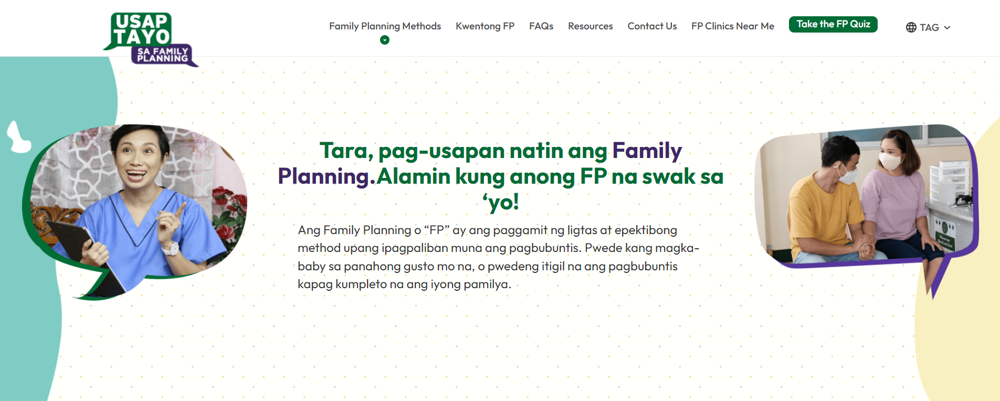 USAP
TAYO
SA FAMILY
PLANNING
Family Planning Methods
Kwentong FP
FAQs
Resources
Contact Us
FP Clinics Near Me
Take the FP Quiz
TAG
Tara, pag-usapan natin ang Family
Planning.Alamin kung anong FP na swak sa
‘yo!
Ang Family Planning o “FP” ay ang paggamit ng ligtas at epektibong
method upang ipagpaliban muna ang pagbubuntis. Pwede kang magka-
baby sa panahong gusto mo na, o pwedeng itigil na ang pagbubuntis
kapag kumpleto na ang iyong pamilya.